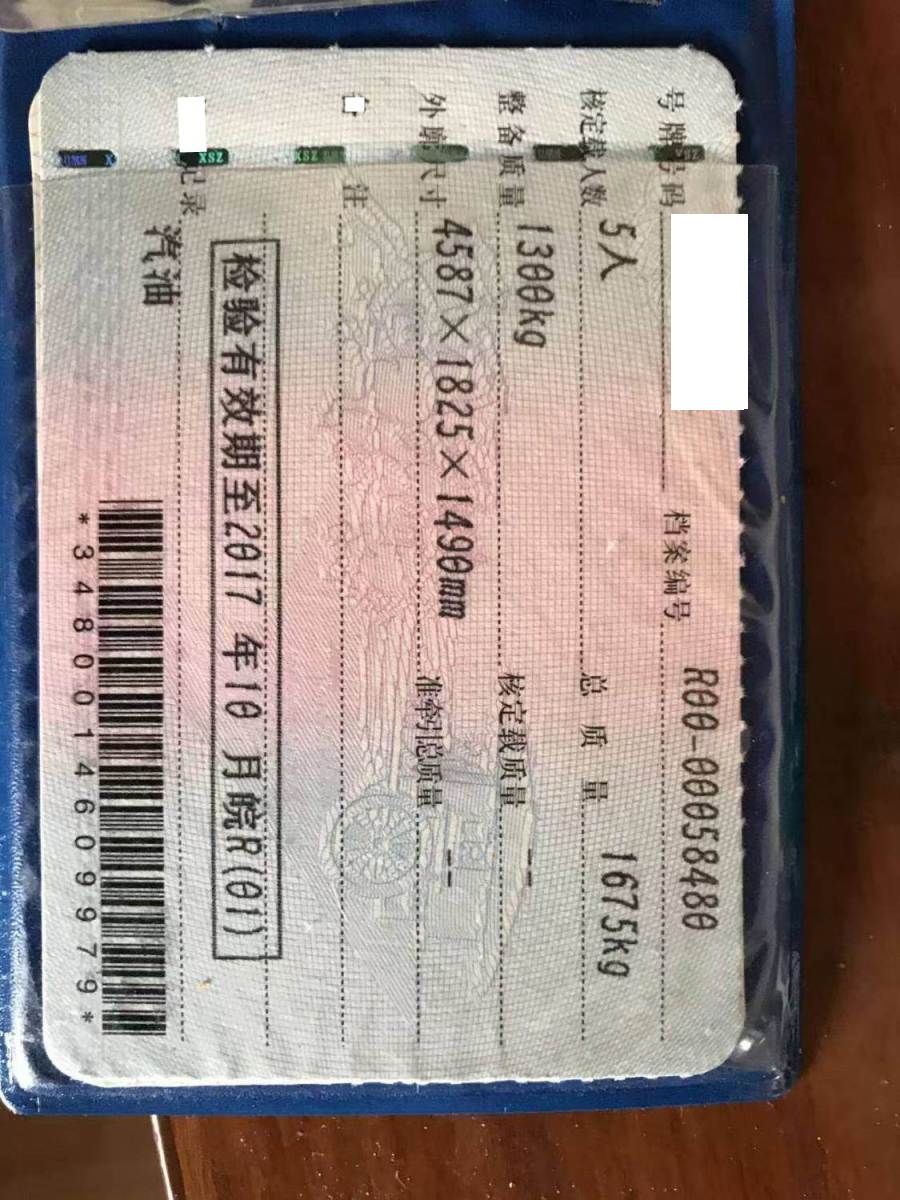 号牌号码 档案编号 R00-00058480
核定载人数 5人 总质量 1675kg
整备质量 1300kg 核定载质量 --
外廓尺寸 4587×1825×1490mm 准牵引总质量 --
注
检验有效期至2017年10月皖R(01)
记录
汽油
*3480014609979*